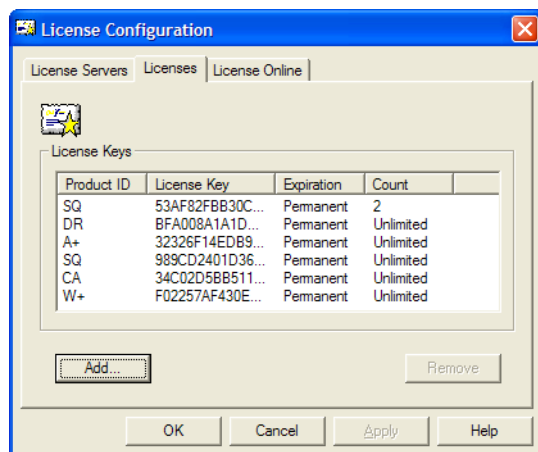 License Configuration
License Servers Licenses License Online
License Keys
Product ID License Key Expiration Count
SQ 53AF82FBB30C... Permanent 2
DR BFA008A1A1D... Permanent Unlimited
A+ 32326F14EDB9... Permanent Unlimited
SQ 989CD2401D36... Permanent Unlimited
CA 34C02D5BB511... Permanent Unlimited
W+ F02257AF430E... Permanent Unlimited
Add... Remove
OK Cancel Apply Help